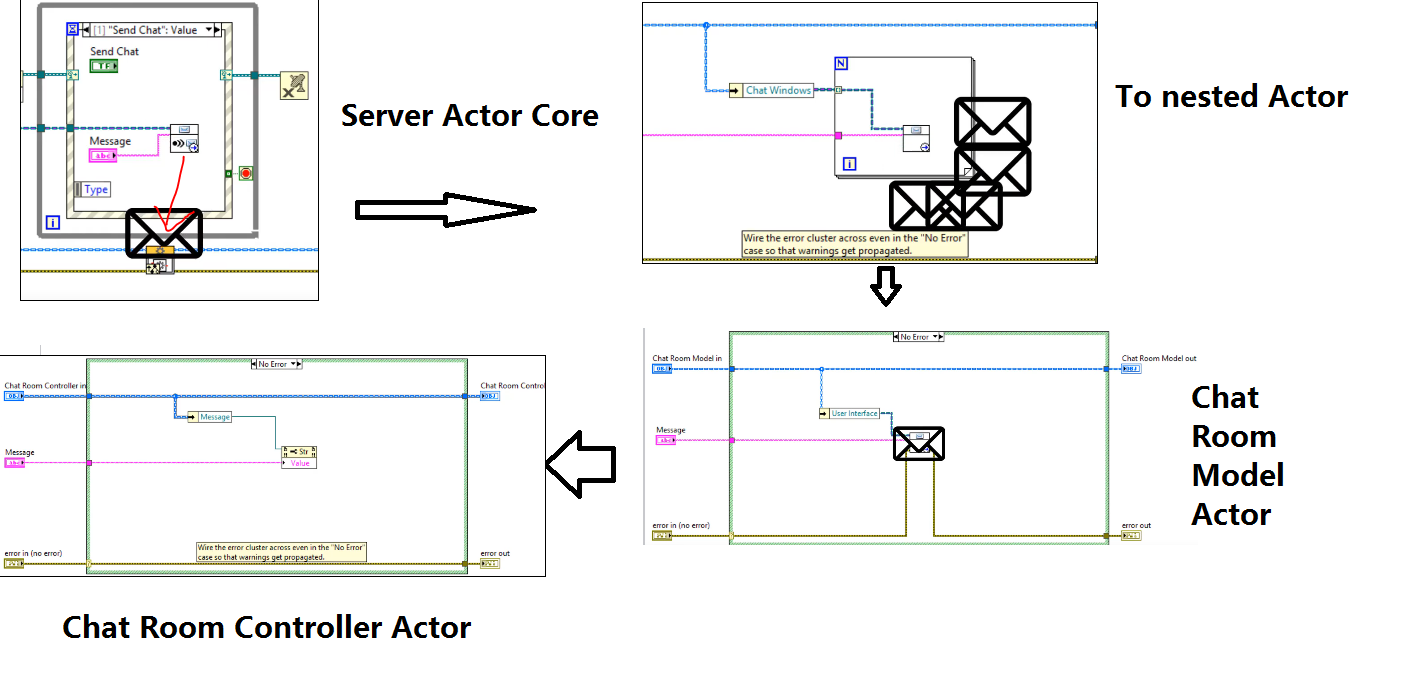 [1] "Send Chat": Value
Send Chat
TF
Message
abc
Type
i
Server Actor Core
N
Chat Windows
i
Wire the error cluster across even in the "No Error"
case so that warnings get propagated.
To nested Actor
No Error
Chat Room Controller in
Chat Room Control
OBJ
OBJ
Message
Str
Value
Message
abc
Wire the error cluster across even in the "No Error"
case so that warnings get propagated.
error in (no error)
error out
Chat Room Controller Actor
No Error
Chat Room Model in
Chat Room Model out
OBJ
OBJ
User Interface
Message
abc
error in (no error)
error out
Chat
Room
Model
Actor